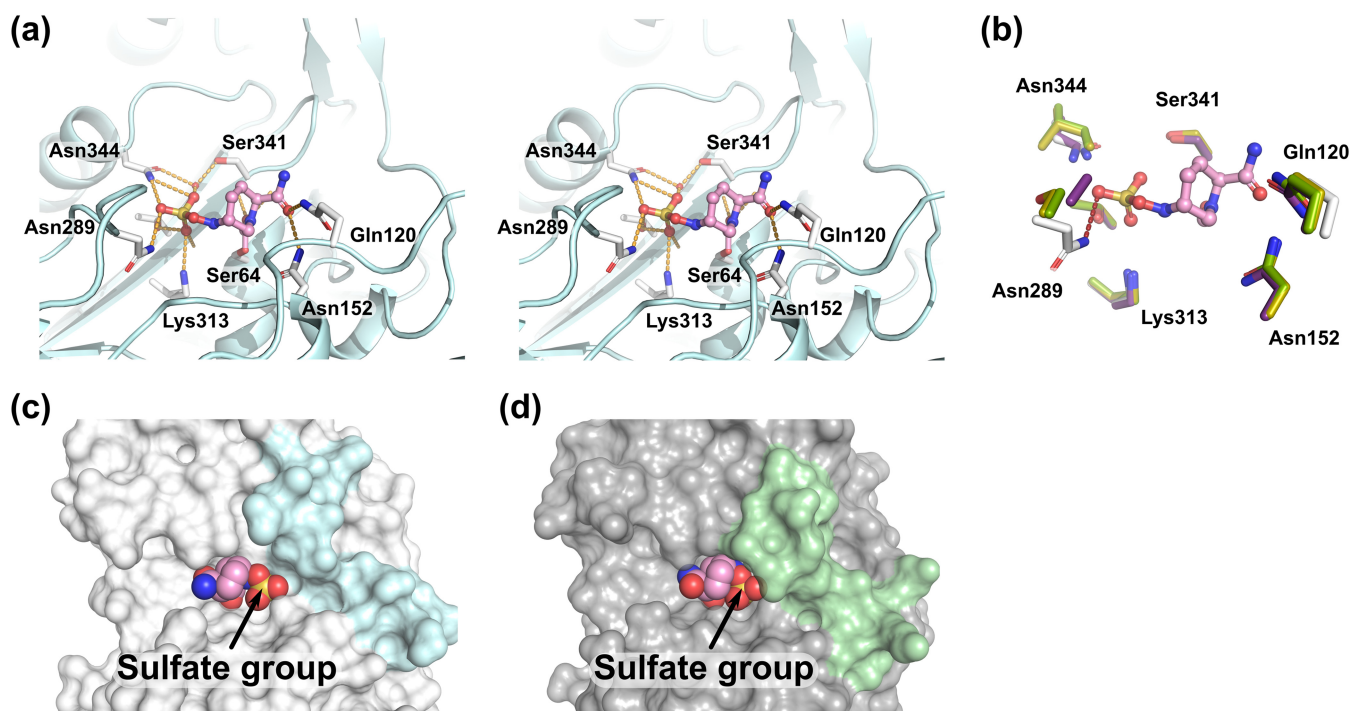 (a)
Asn344
Ser341
Asn289
Gln120
Ser64
Lys313
Asn152
Asn344
Ser341
Asn289
Gln120
Ser64
Lys313
Asn152
(b)
Asn344
Ser341
Gln120
Asn289
Lys313
Asn152
(c)
Sulfate group
(d)
Sulfate group